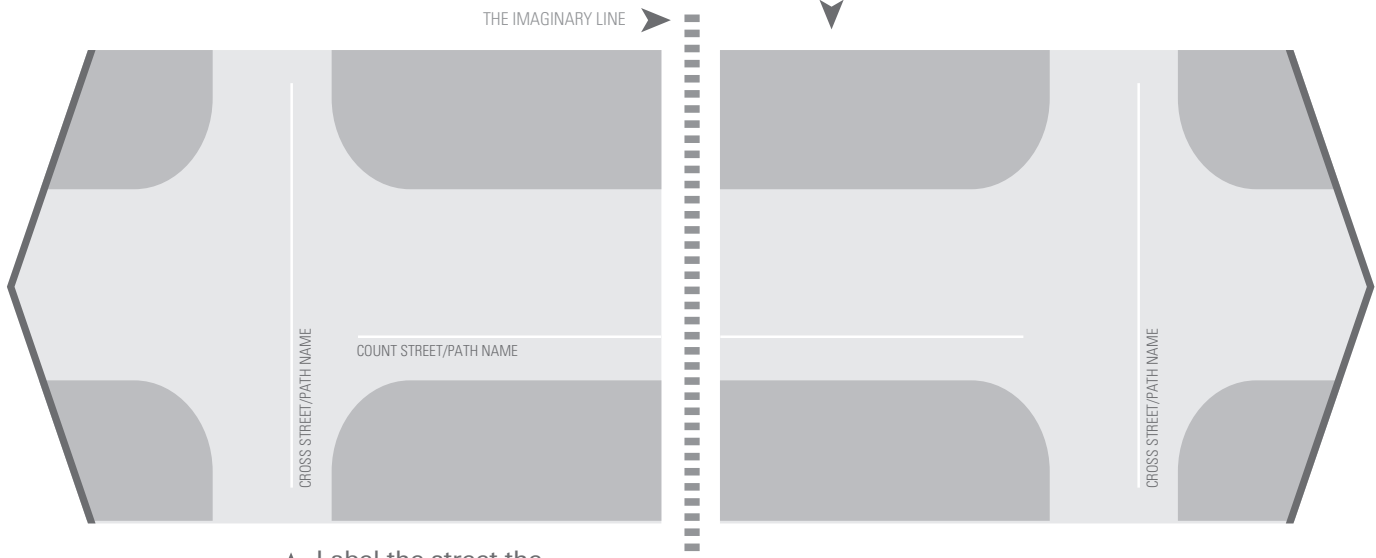 THE IMAGINARY LINE
CROSS STREET/PATH NAME
COUNT STREET/PATH NAME
CROSS STREET/PATH NAME
Label the street the